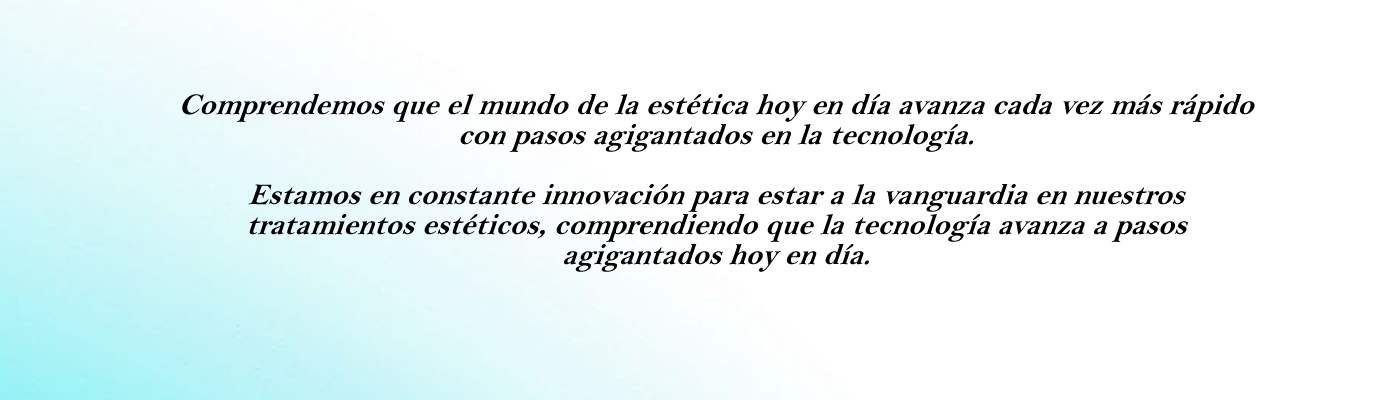 Comprendemos que el mundo de la estética hoy en día avanza cada vez más rápido
con pasos agigantados en la tecnología.
Estamos en constante innovación para estar a la vanguardia en nuestros
tratamientos estéticos, comprendiendo que la tecnología avanza a pasos
agigantados hoy en día.